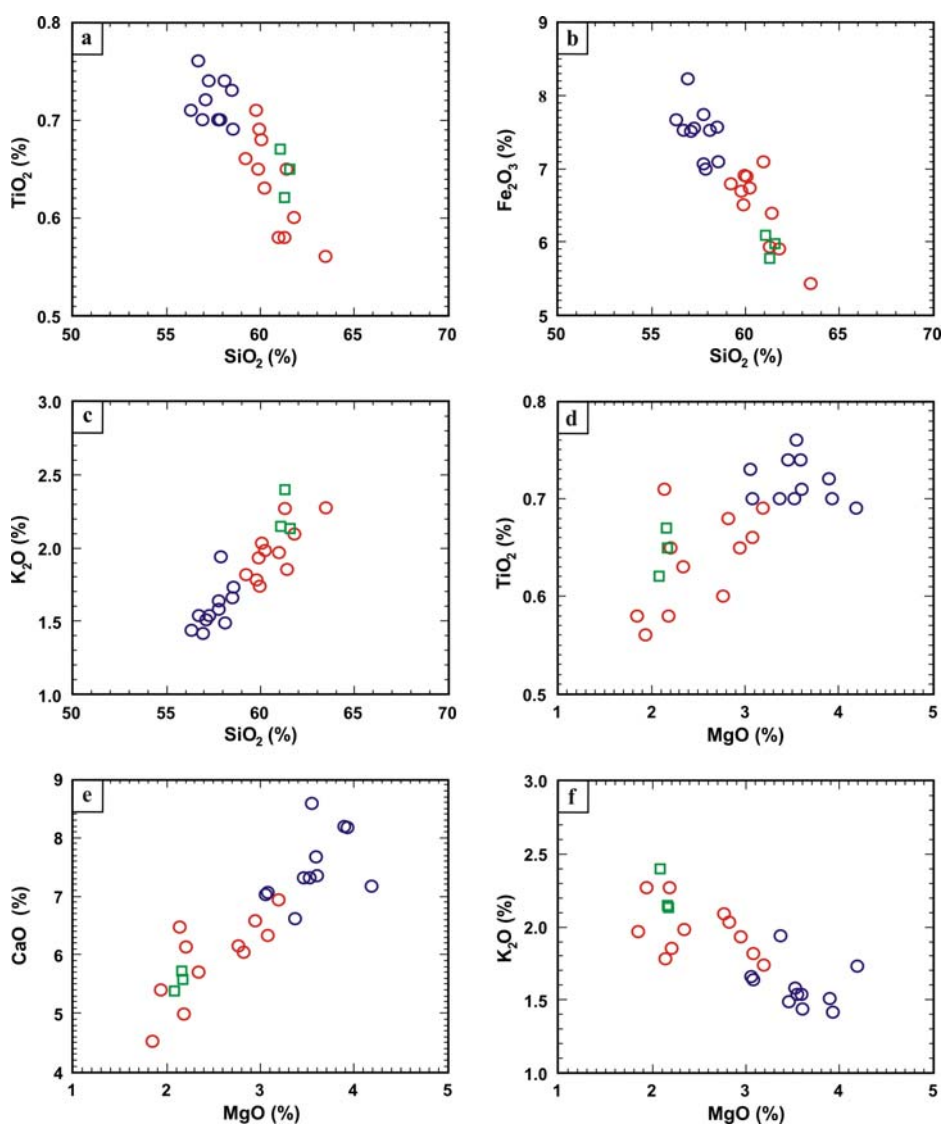 a
0.8
0.7
0.6
0.5
TiO2 (%)
50 55 60 65 70
SiO2 (%)
b
9
8
7
6
5
Fe2O3 (%)
50 55 60 65 70
SiO2 (%)
c
3.0
2.5
2.0
1.5
1.0
K2O (%)
50 55 60 65 70
SiO2 (%)
d
0.8
0.7
0.6
0.5
TiO2 (%)
1 2 3 4 5
MgO (%)
e
9
8
7
6
5
4
CaO (%)
1 2 3 4 5
MgO (%)
f
3.0
2.5
2.0
1.5
1.0
K2O (%)
1 2 3 4 5
MgO (%)